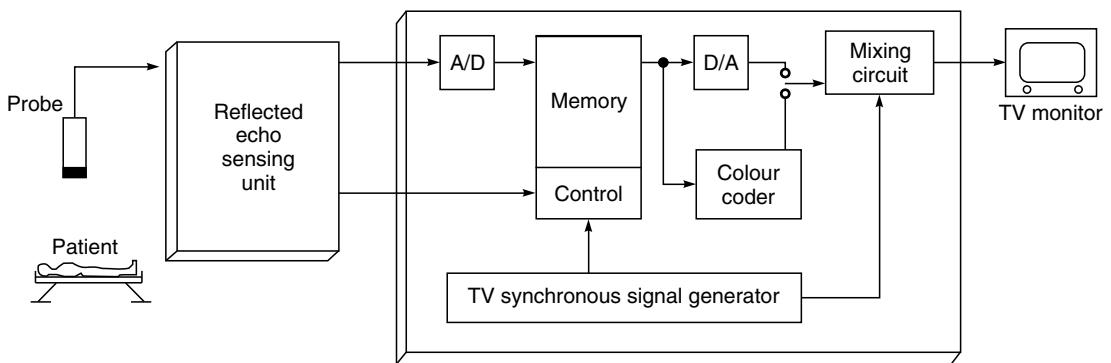 Probe
Patient
Reflected
echo
sensing
unit
A/D
Memory
Control
D/A
Colour
coder
Mixing
circuit
TV monitor
TV synchronous signal generator